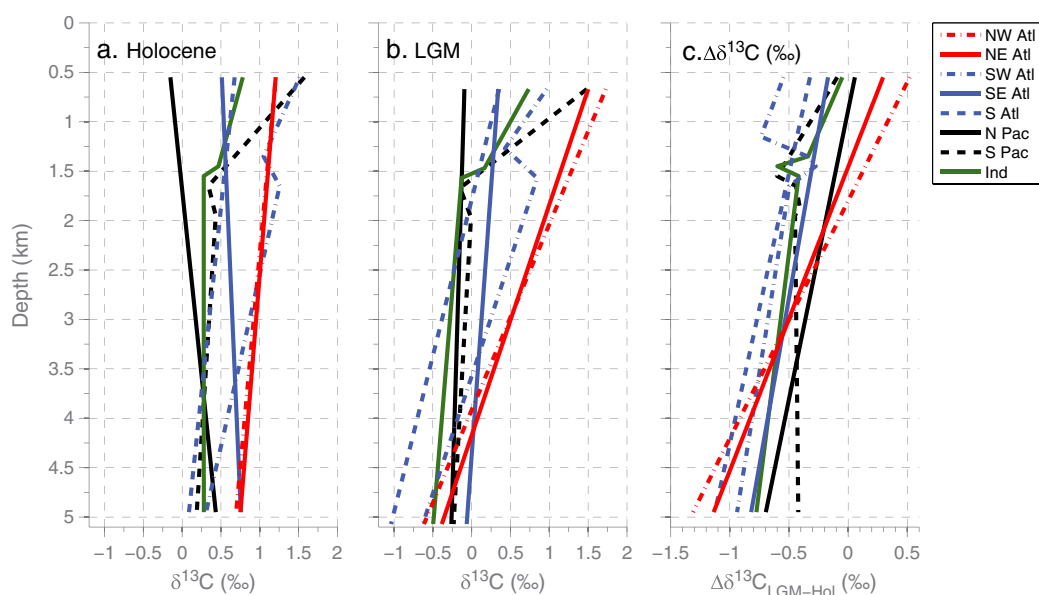 a. Holocene
b. LGM
c.Δδ¹³C (‰)
NW Atl
NE Atl
SW Atl
SE Atl
S Atl
N Pac
S Pac
Ind
Depth (km)
0
0.5
1
1.5
2
2.5
3
3.5
4
4.5
5
−1 −0.5 0 0.5 1 1.5 2
−1 −0.5 0 0.5 1 1.5 2
−1.5 −1 −0.5 0 0.5
δ¹³C (‰)
δ¹³C (‰)
Δδ¹³C_LGM−Hol (‰)